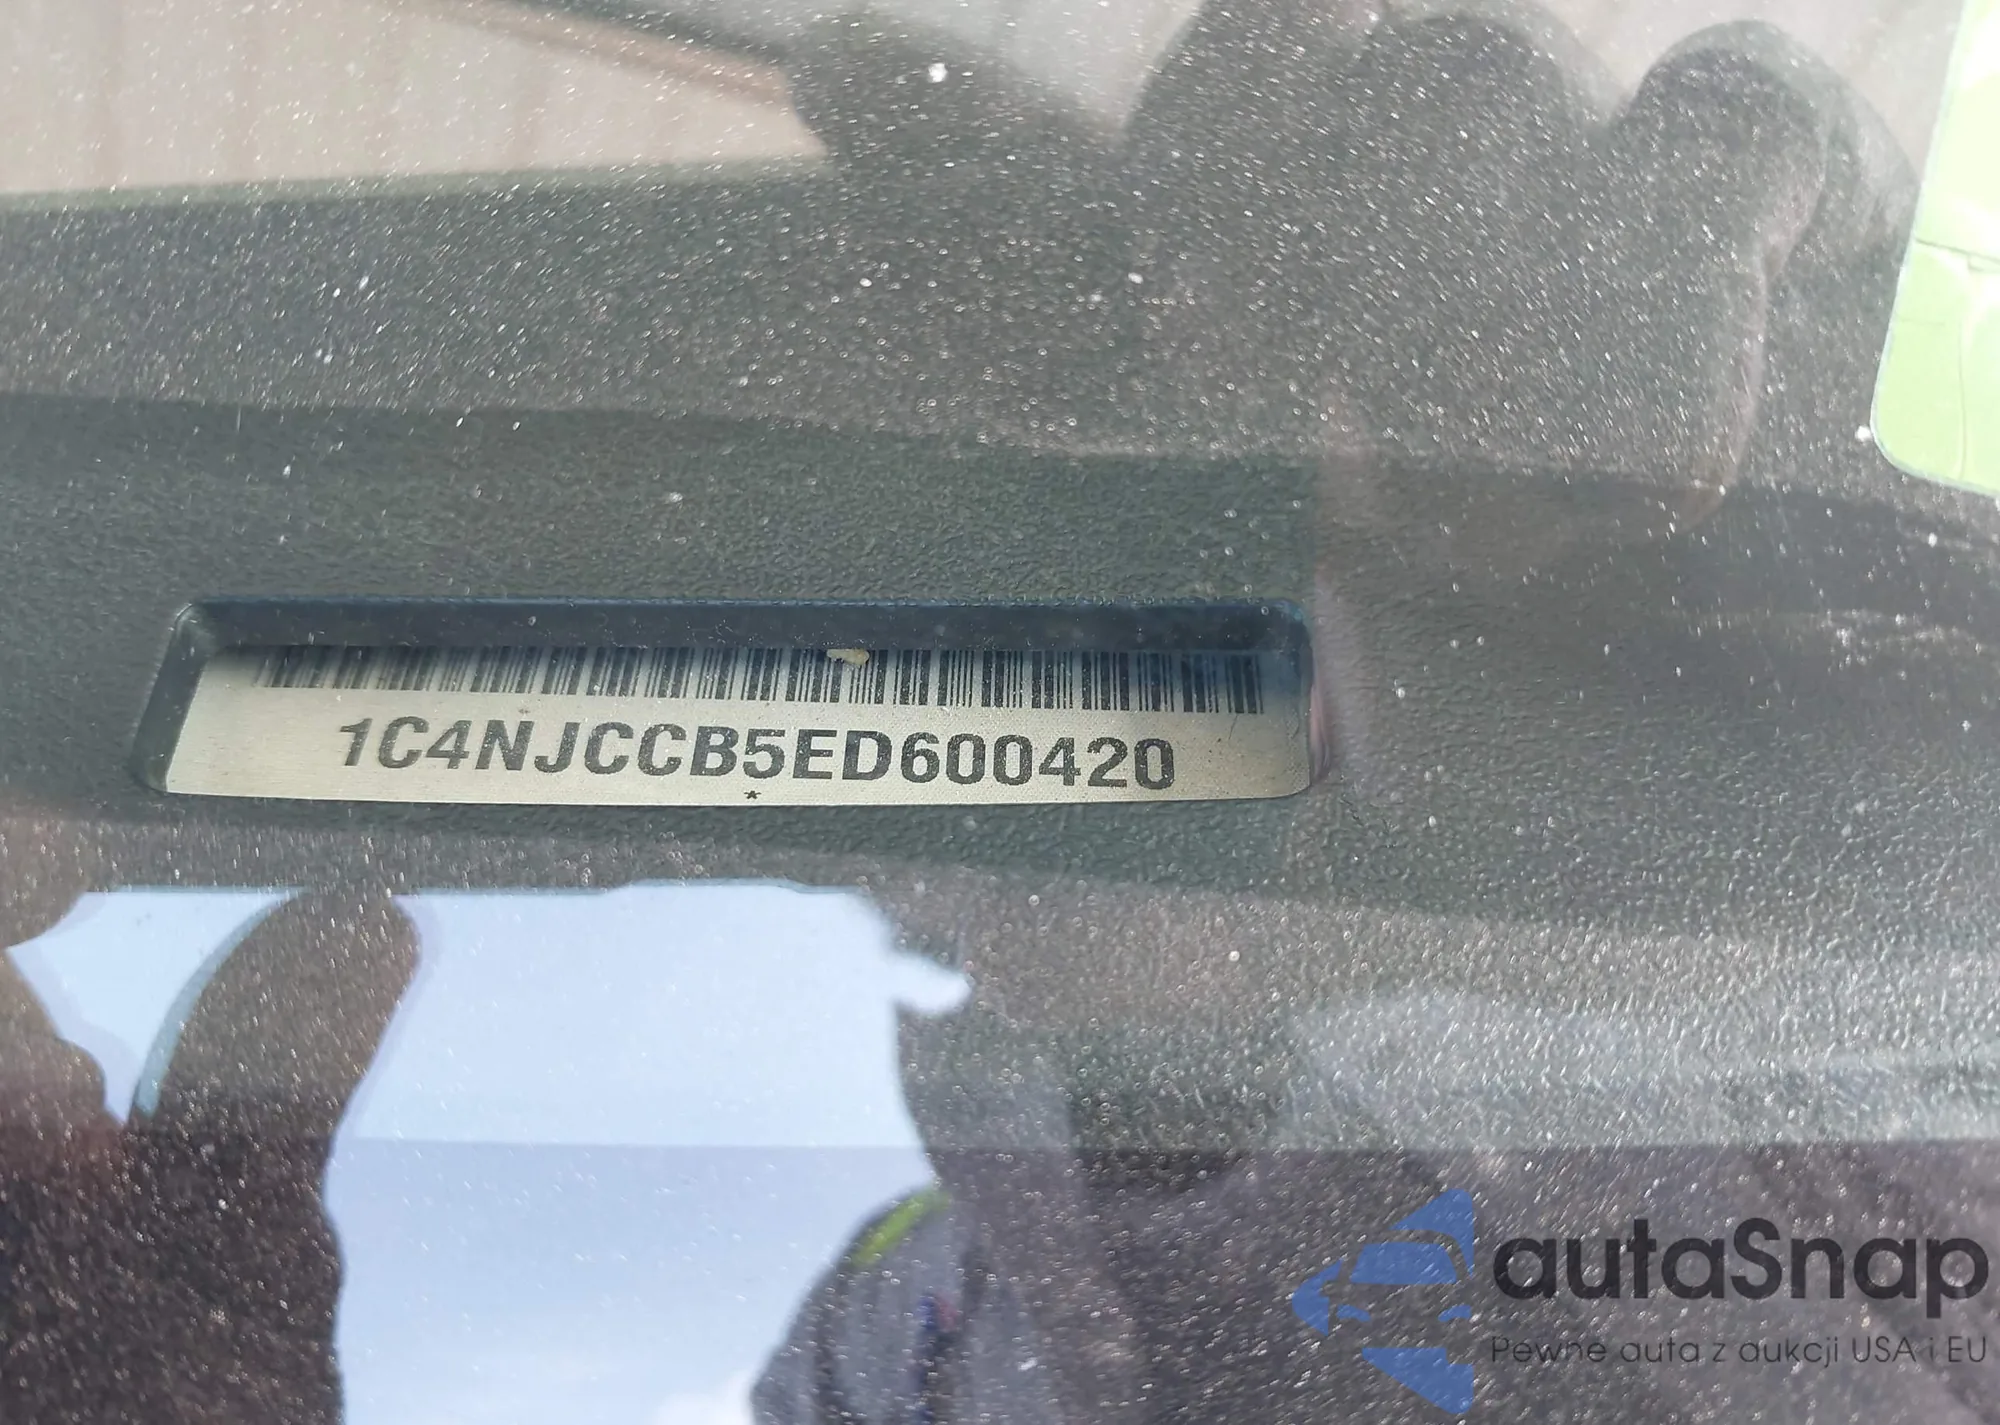 1C4NJCCB5ED600420
*
autaSnap
Pewne auta z aukcji USA i EU